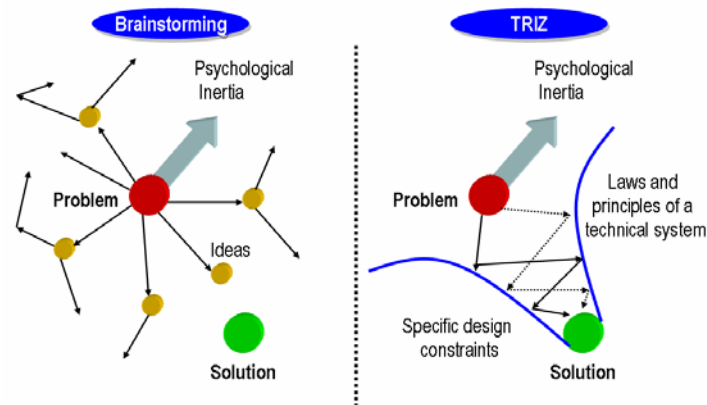 Brainstorming
Psychological
Inertia
Problem
Ideas
Solution
TRIZ
Psychological
Inertia
Problem
Laws and
principles of a
technical system
Specific design
constraints
Solution